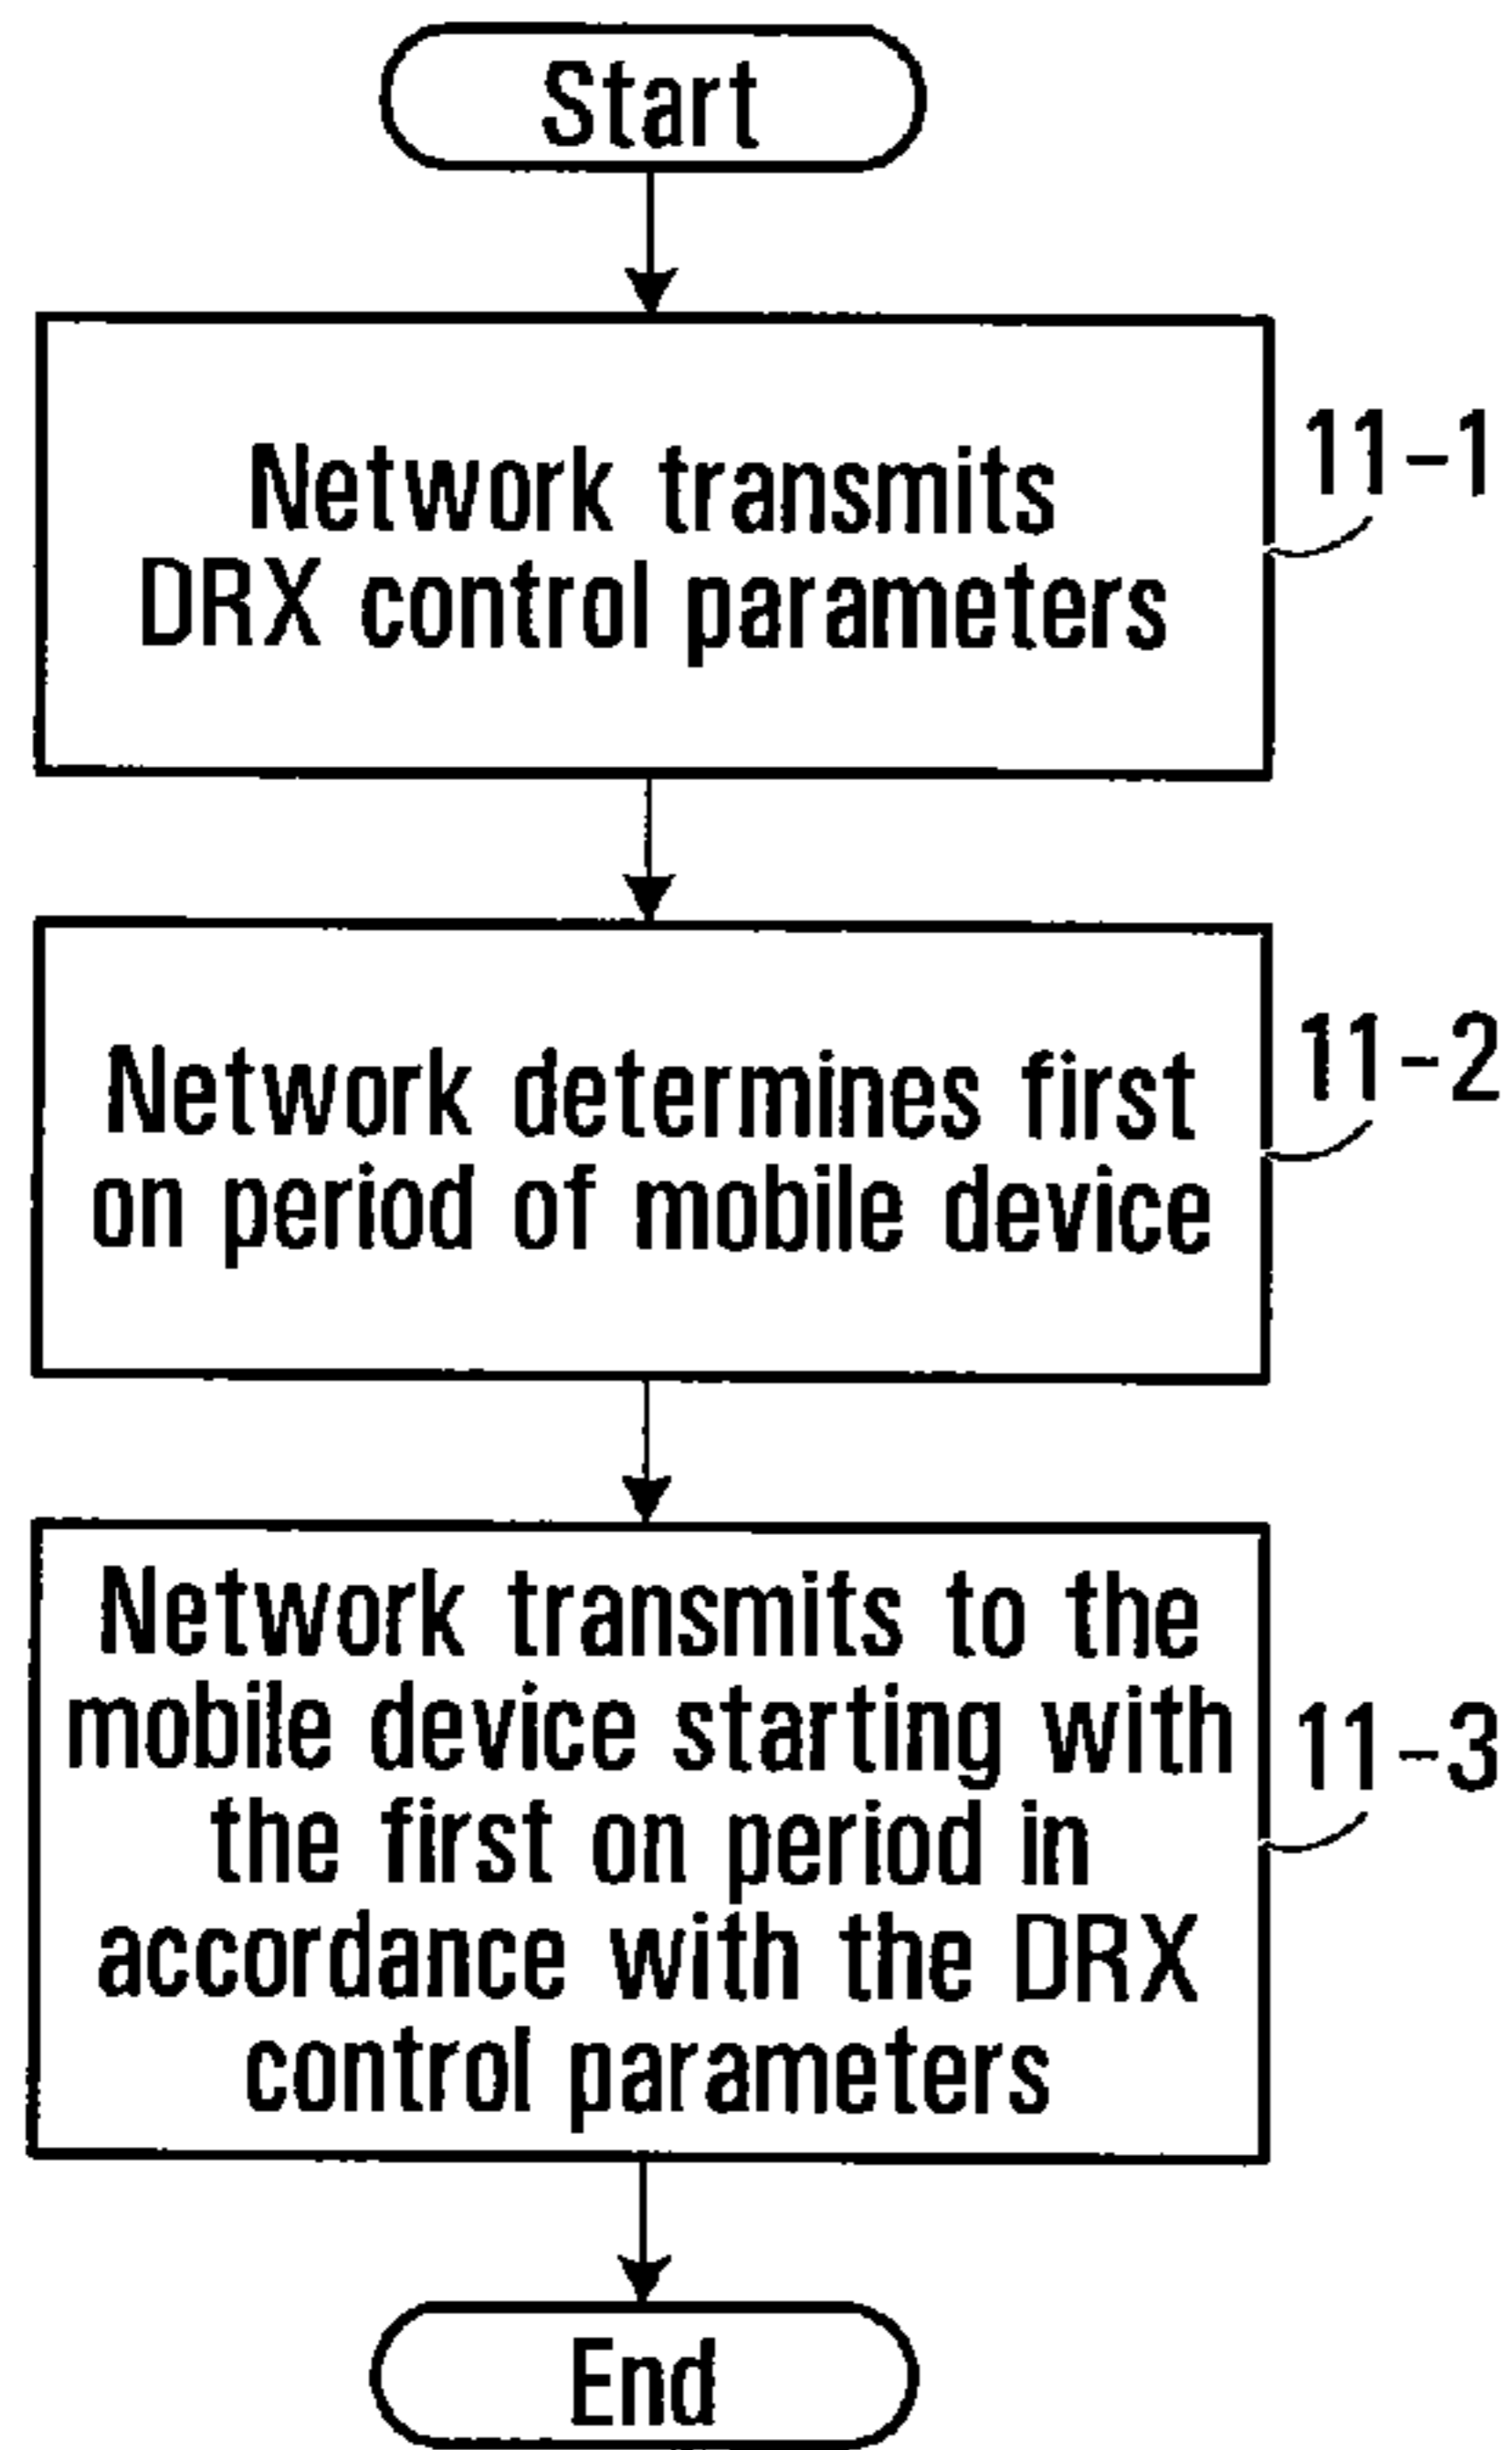 Start
Network transmits
DRX control parameters
11-1
Network determines first
on period of mobile device
11-2
Network transmits to the
mobile device starting with
the first on period in
accordance with the DRX
control parameters
11-3
End